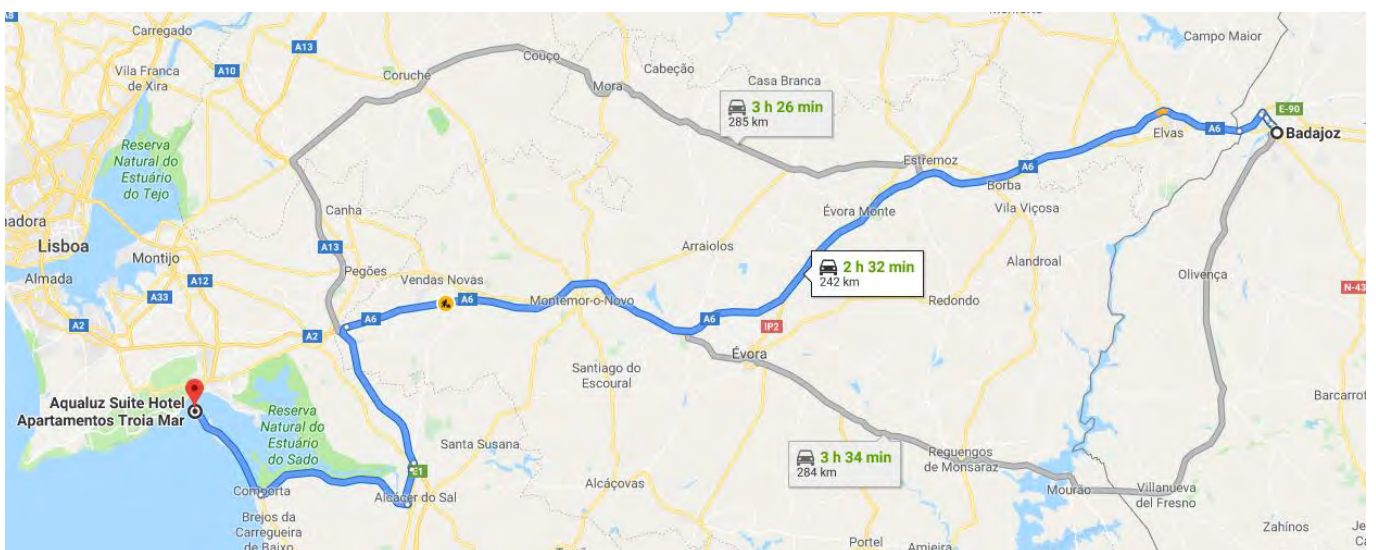 A8
Carregado
A13
Couço
Cabeção
Campo Maior
Vila Franca
de Xira
A10
Coruche
Mora
Casa Branca
3 h 26 min
285 km
E-90
Elvas
A6
Badajoz
Reserva
Natural do
Estuário
do Tejo
Estremoz
A6
Borba
Canha
Évora Monte
Vila Viçosa
Lisboa
Montijo
A13
Arraiolos
Alandroal
Almada
A12
Pegões
Vendas Novas
2 h 32 min
242 km
Olivença
A33
A6
Montemor-o-Novo
Redondo
N-43
A2
A2
A6
A6
IP2
Évora
Santiago do
Escoural
Aqualuz Suite Hotel
Apartamentos Troia Mar
Reserva
Natural do
Estuário
do Sado
Barcarrot
Santa Susana
3 h 34 min
284 km
Reguengos
de Monsaraz
E1
Comporta
Alcácer do Sal
Alcáçovas
Mourão
Villanueva
del Fresno
Brejos da
Carregueira
de Baixo
Zahínos
Portel
Amieira